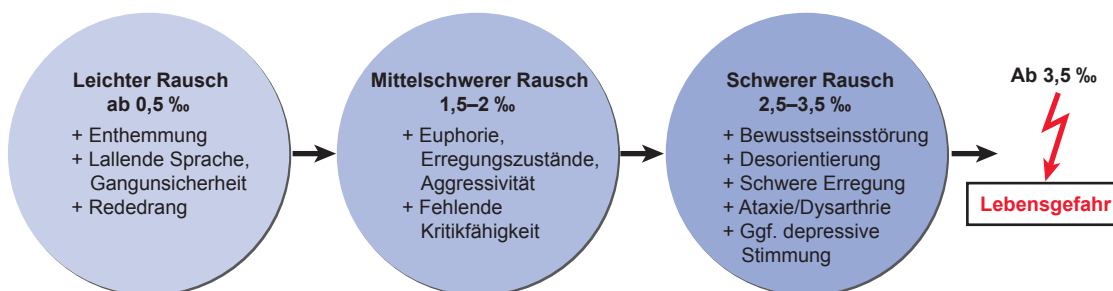 Leichter Rausch
ab 0,5 ‰
+ Enthemmung
+ Lallende Sprache,
Gangunsicherheit
+ Rededrang
Mittelschwerer Rausch
1,5–2 ‰
+ Euphorie,
Erregungszustände,
Aggressivität
+ Fehlende
Kritikfähigkeit
Schwerer Rausch
2,5–3,5 ‰
+ Bewusstseinsstörung
+ Desorientierung
+ Schwere Erregung
+ Ataxie/Dysarthrie
+ Ggf. depressive
Stimmung
Ab 3,5 ‰
Lebensgefahr